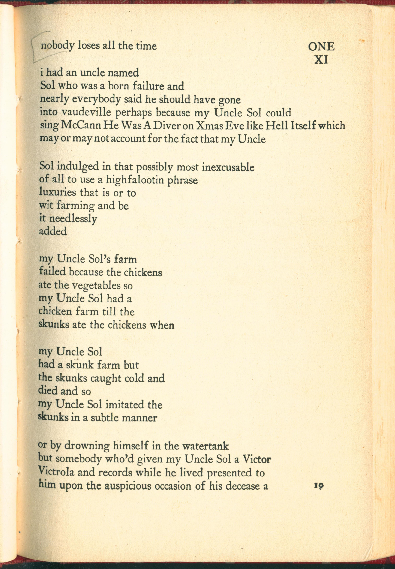 nobody loses all the time
ONE
XI
i had an uncle named
Sol who was a born failure and
nearly everybody said he should have gone
into vaudeville perhaps because my Uncle Sol could
sing McCann He Was A Diver on Xmas Eve like Hell Itself which
may or may not account for the fact that my Uncle
Sol indulged in that possibly most inexcusable
of all to use a highfalootin phrase
luxuries that is or to
wit farming and be
it needlessly
added
my Uncle Sol's farm
failed because the chickens
ate the vegetables so
my Uncle Sol had a
chicken farm till the
skunks ate the chickens when
my Uncle Sol
had a skunk farm but
the skunks caught cold and
died and so
my Uncle Sol imitated the
skunks in a subtle manner
or by drowning himself in the watertank
but somebody who'd given my Uncle Sol a Victor
Victrola and records while he lived presented to
him upon the auspicious occasion of his decease a
19